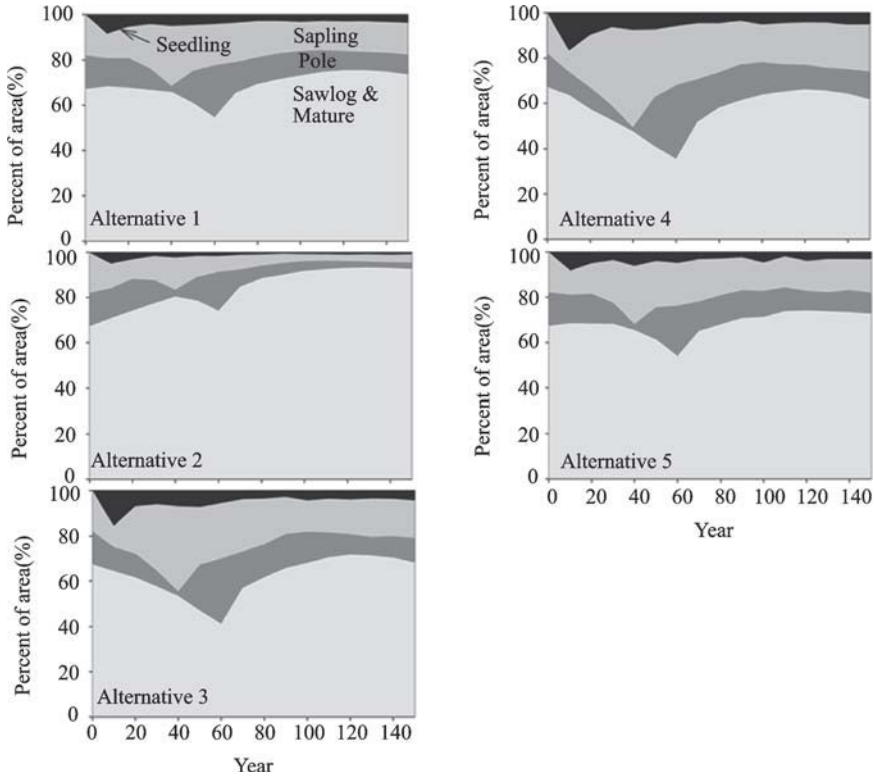 Percent of area(%)
100
80
60
40
20
0
Seedling
Sapling
Pole
Sawlog &
Mature
Alternative 1
Percent of area(%)
100
80
60
40
20
0
Alternative 2
Percent of area(%)
100
80
60
40
20
0
Alternative 3
0 20 40 60 80 100 120 140
Year
Percent of area(%)
100
80
60
40
20
0
Alternative 4
Percent of area(%)
100
80
60
40
20
0
Alternative 5
0 20 40 60 80 100 120 140
Year